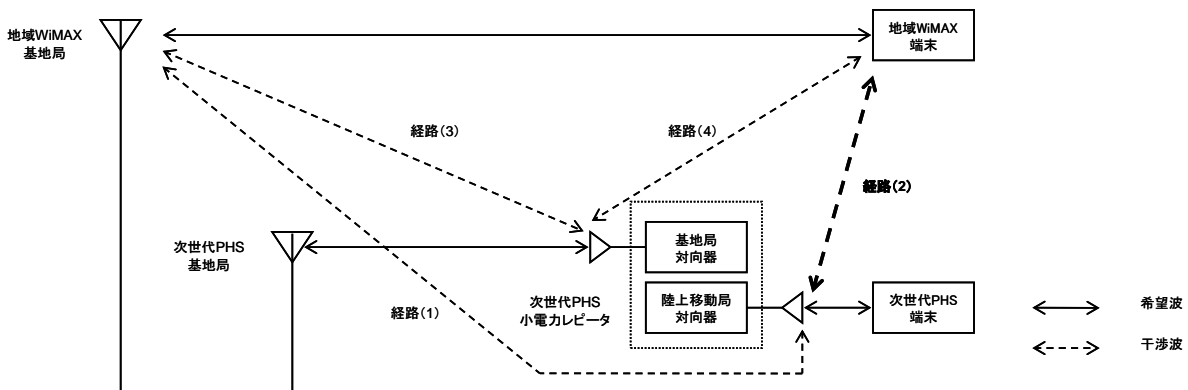 地域WiMAX
基地局
地域WiMAX
端末
経路(3)
経路(4)
経路(2)
次世代PHS
基地局
基地局
対向器
次世代PHS
小電力レピータ
陸上移動局
対向器
次世代PHS
端末
経路(1)
希望波
干渉波